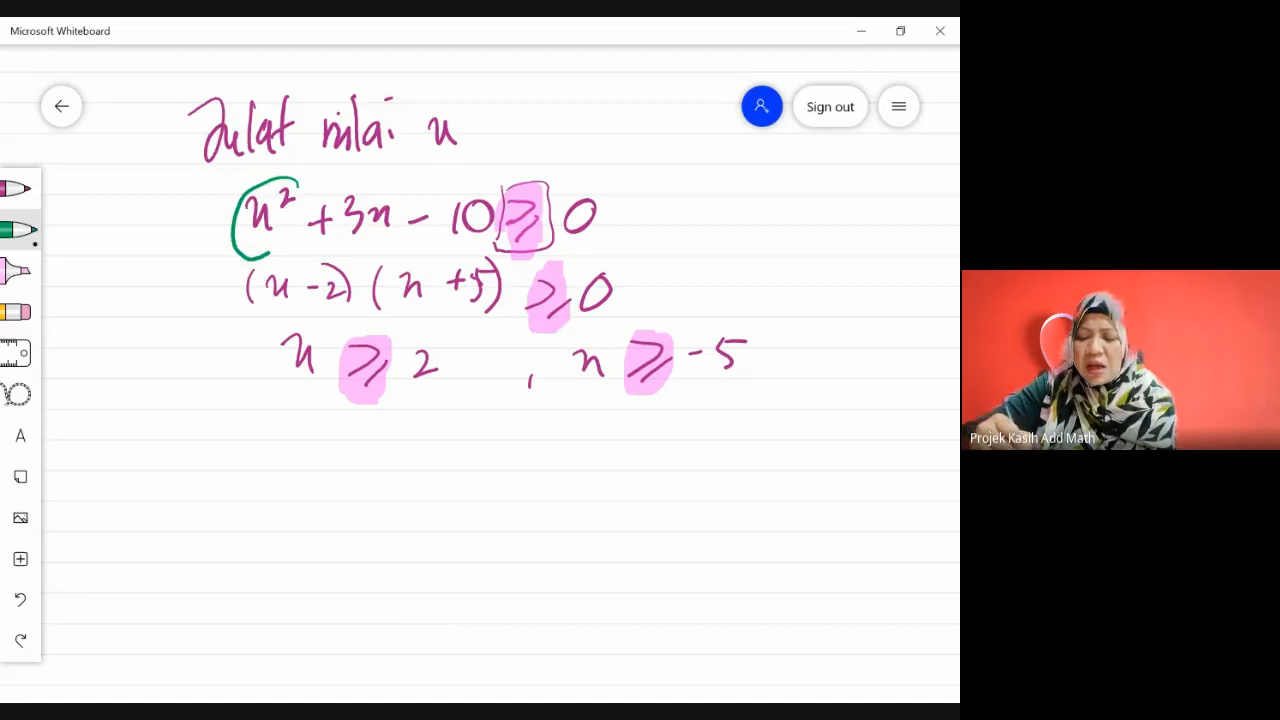 Microsoft Whiteboard
Sign out
Julat nilai x
x² + 3x - 10 ≥ 0
(x - 2) (x + 5) ≥ 0
x ≥ 2 , x ≥ -5
A
Projek Kasih Add Math